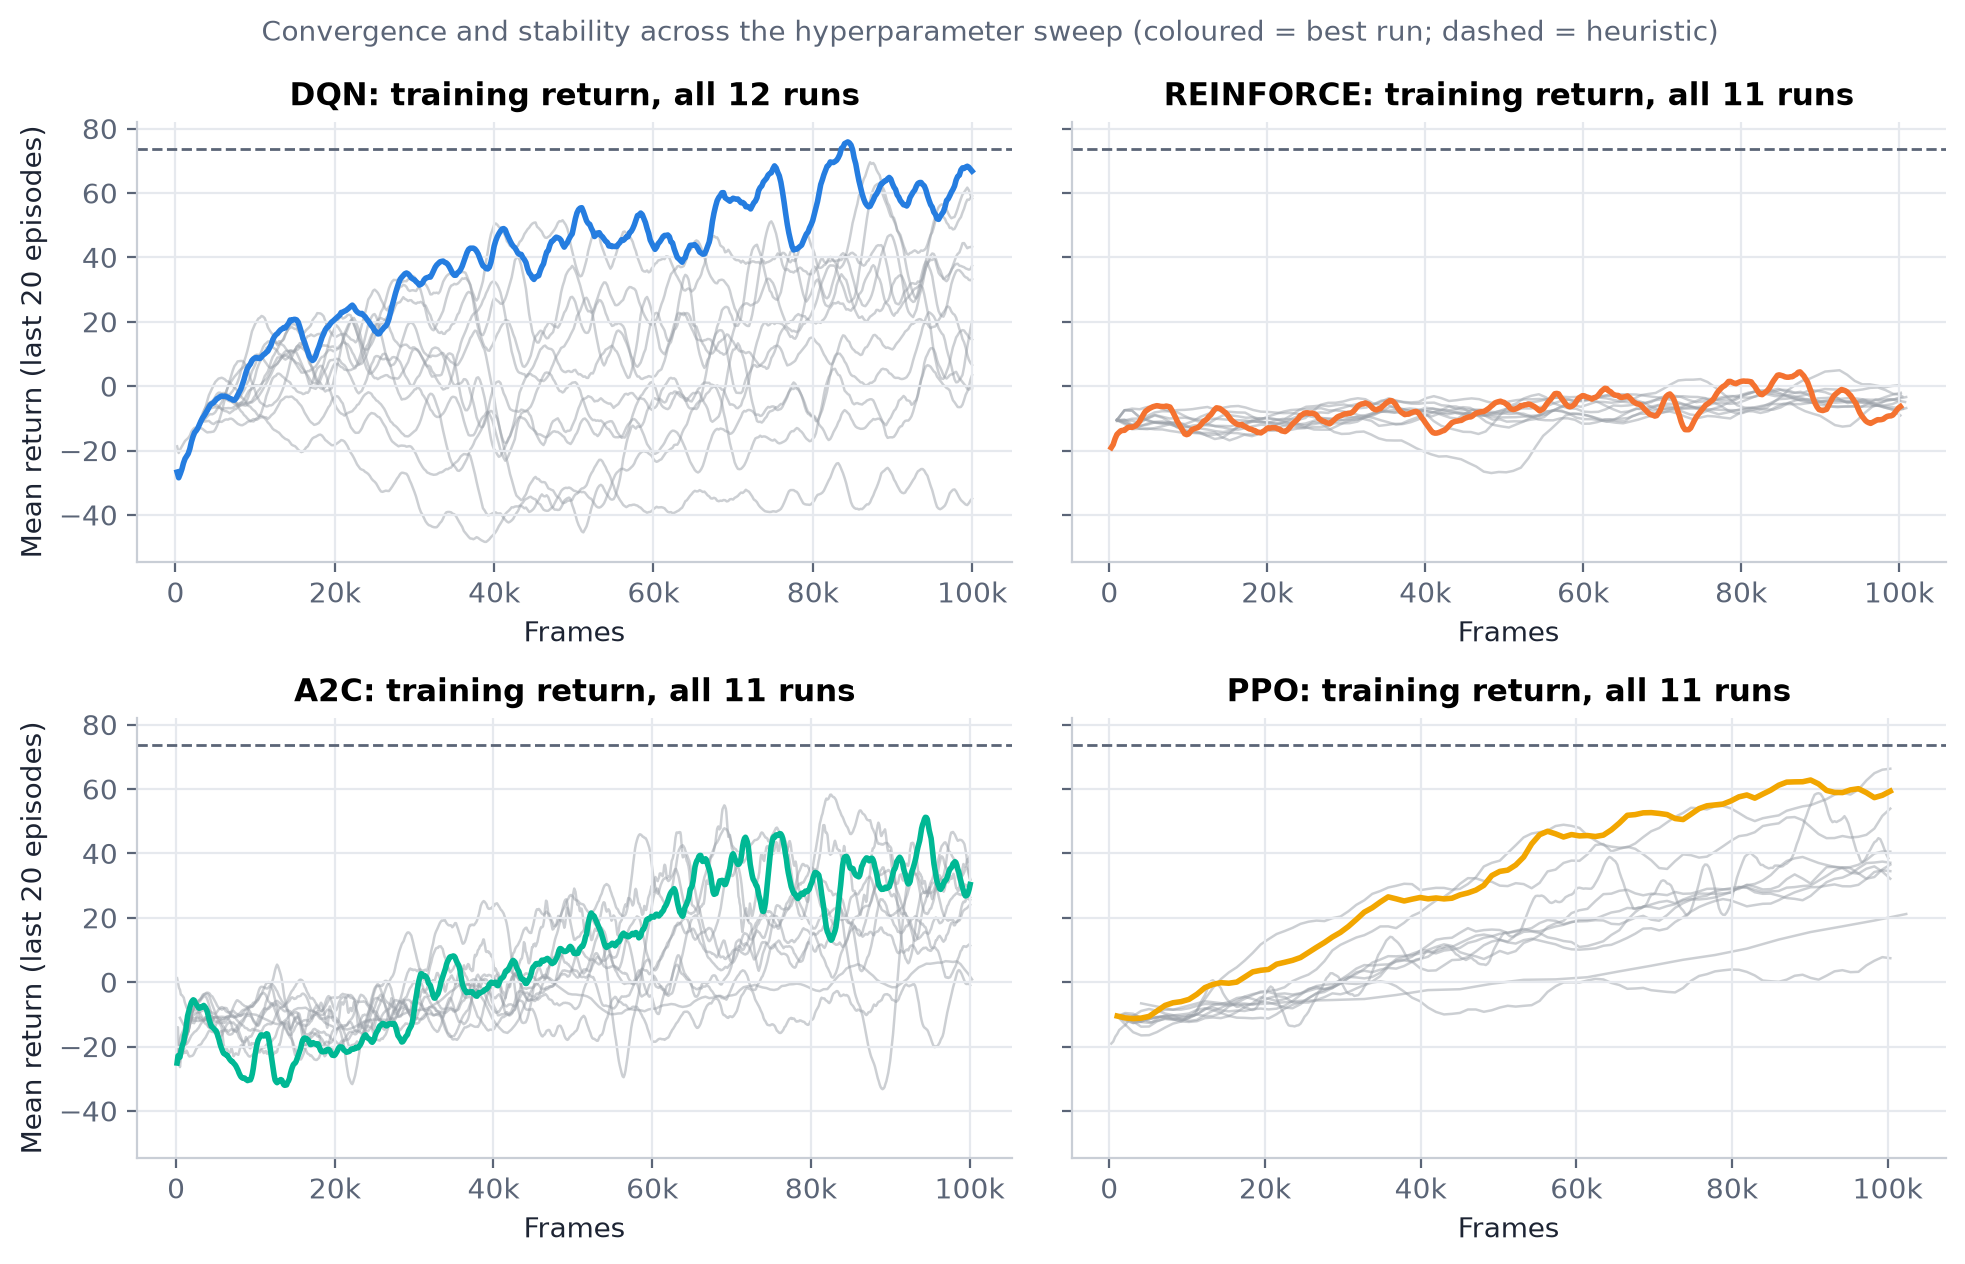 Convergence and stability across the hyperparameter sweep (coloured = best run; dashed = heuristic)
DQN: training return, all 12 runs
Mean return (last 20 episodes)
80
60
40
20
0
−20
−40
0 20k 40k 60k 80k 100k
Frames
REINFORCE: training return, all 11 runs
0 20k 40k 60k 80k 100k
Frames
A2C: training return, all 11 runs
Mean return (last 20 episodes)
80
60
40
20
0
−20
−40
0 20k 40k 60k 80k 100k
Frames
PPO: training return, all 11 runs
0 20k 40k 60k 80k 100k
Frames